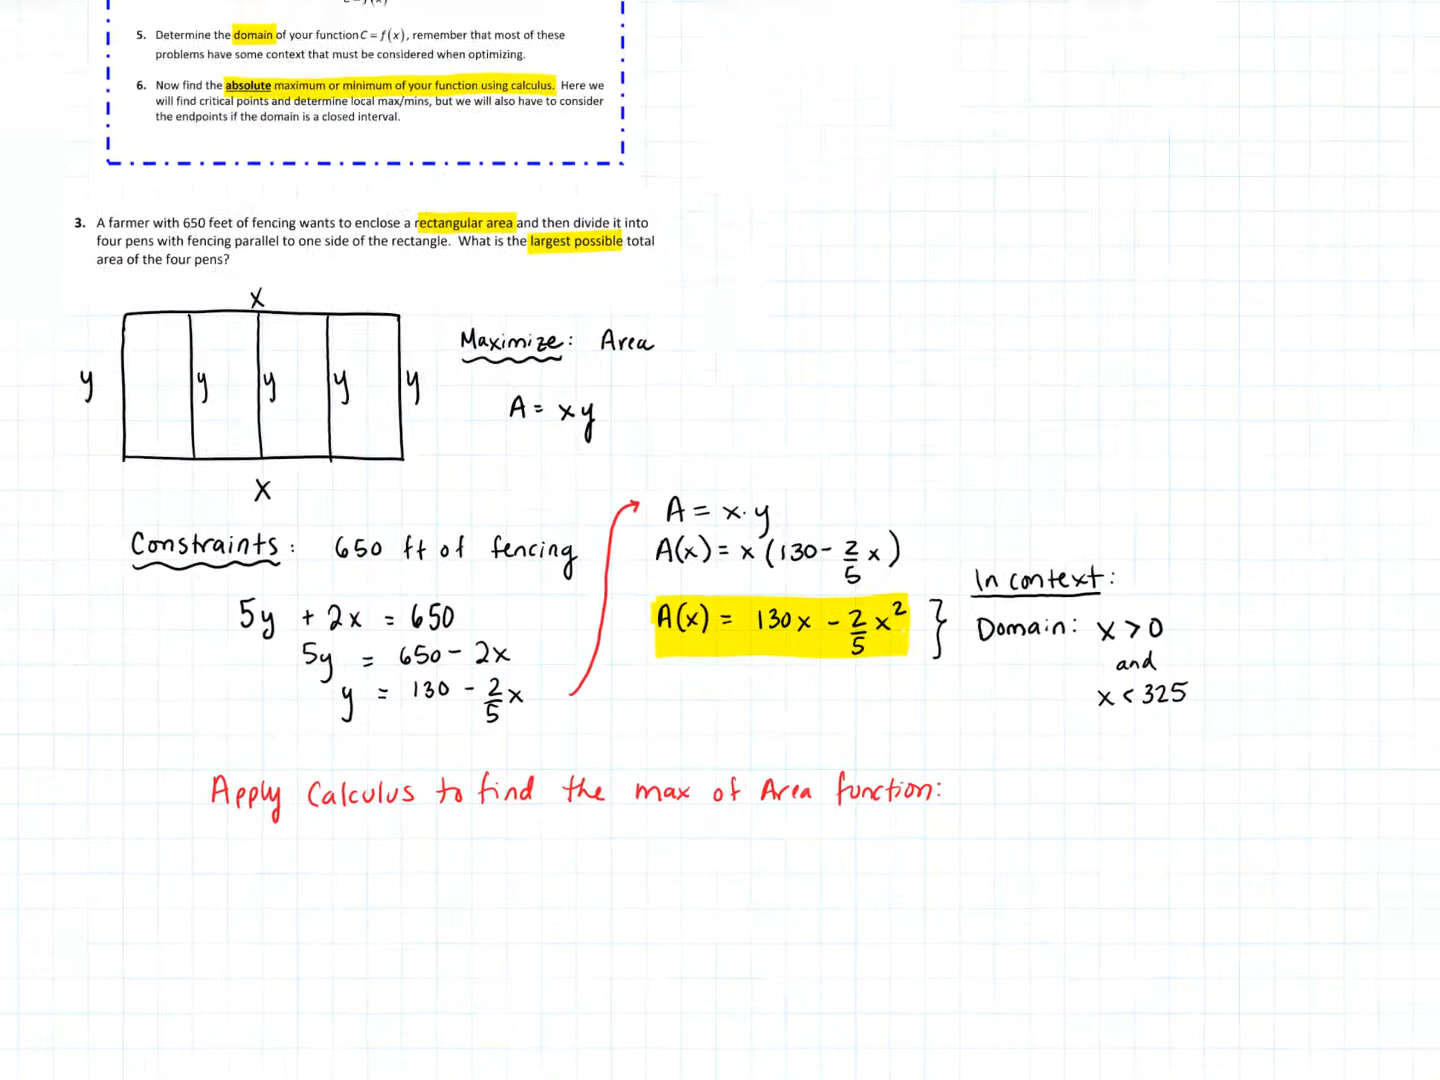 5. Determine the domain of your function C = f(x), remember that most of these
problems have some context that must be considered when optimizing.
6. Now find the absolute maximum or minimum of your function using calculus. Here we
will find critical points and determine local max/mins, but we will also have to consider
the endpoints if the domain is a closed interval.
3. A farmer with 650 feet of fencing wants to enclose a rectangular area and then divide it into
four pens with fencing parallel to one side of the rectangle. What is the largest possible total
area of the four pens?
x
y y y y y
x
Maximize: Area
A = xy
Constraints: 650 ft of fencing
5y + 2x = 650
5y = 650 - 2x
y = 130 - 2/5 x
A = x · y
A(x) = x (130 - 2/5 x)
A(x) = 130x - 2/5 x²
In context:
Domain: x > 0
and
x < 325
Apply Calculus to find the max of Area function: